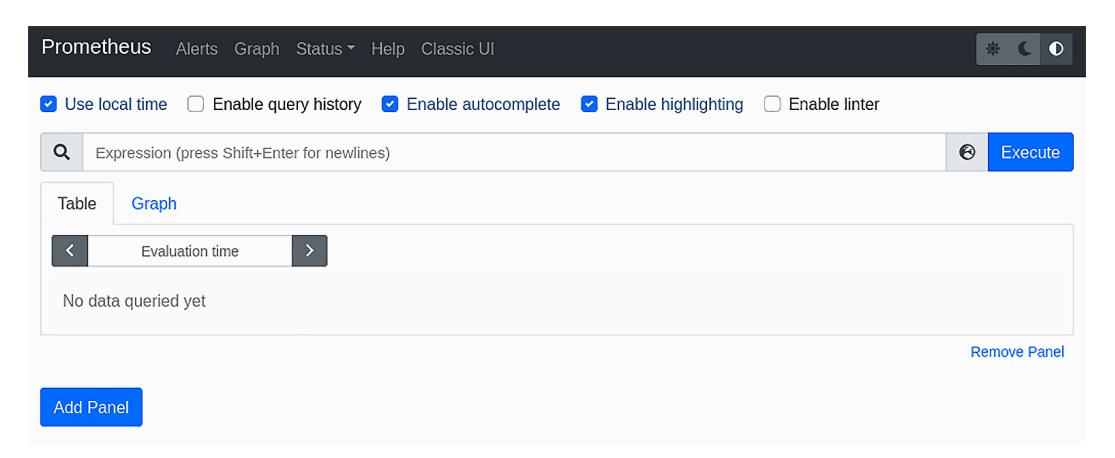 Prometheus Alerts Graph Status Help Classic UI
Use local time Enable query history Enable autocomplete Enable highlighting Enable linter
Expression (press Shift+Enter for newlines) Execute
Table Graph
Evaluation time
No data queried yet
Remove Panel
Add Panel